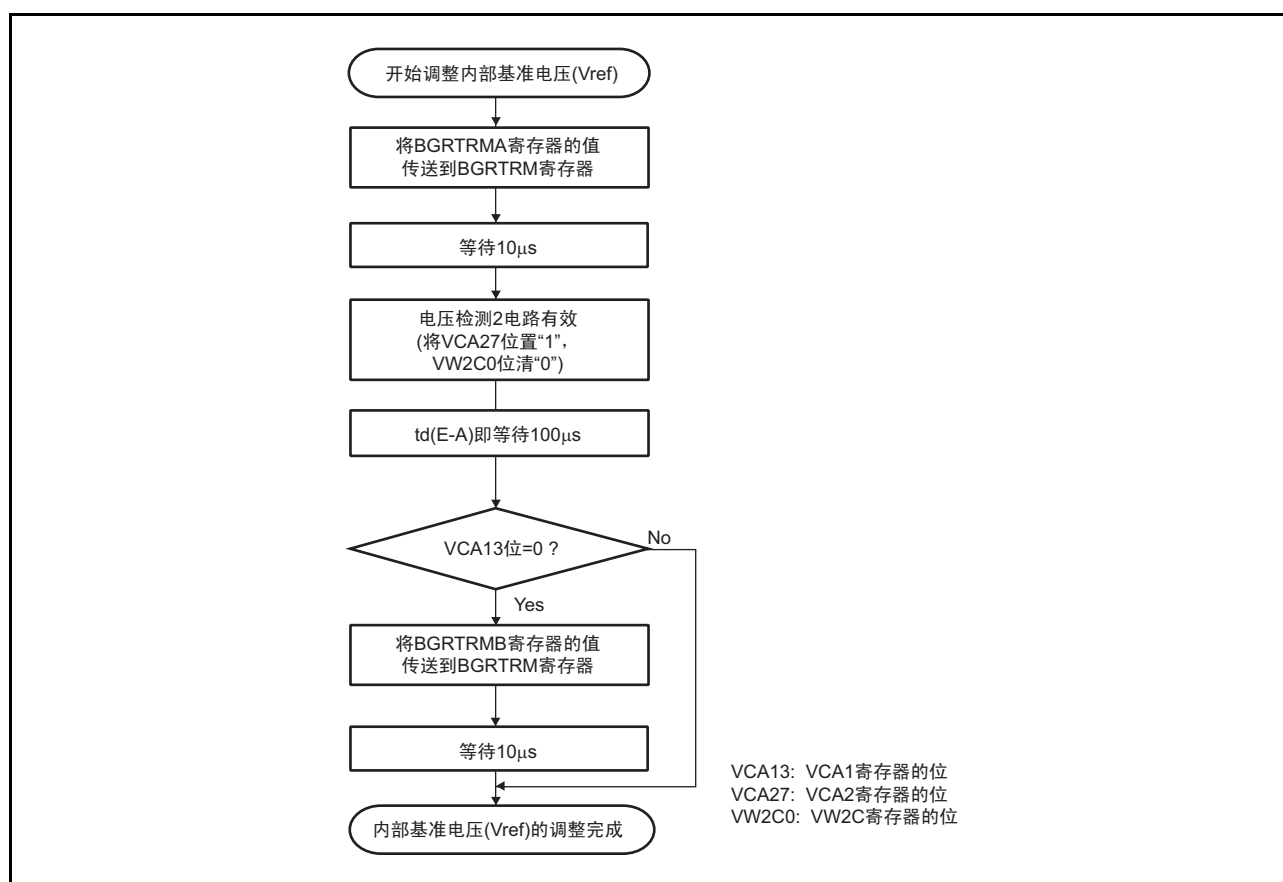 开始调整内部基准电压(Vref)
将BGRTRMA寄存器的值
传送到BGRTRM寄存器
等待10μs
电压检测2电路有效
(将VCA27位置“1”，
VW2C0位清“0”)
td(E-A)即等待100μs
VCA13位=0 ?
No
Yes
将BGRTRMB寄存器的值
传送到BGRTRM寄存器
等待10μs
内部基准电压(Vref)的调整完成
VCA13: VCA1寄存器的位
VCA27: VCA2寄存器的位
VW2C0: VW2C寄存器的位